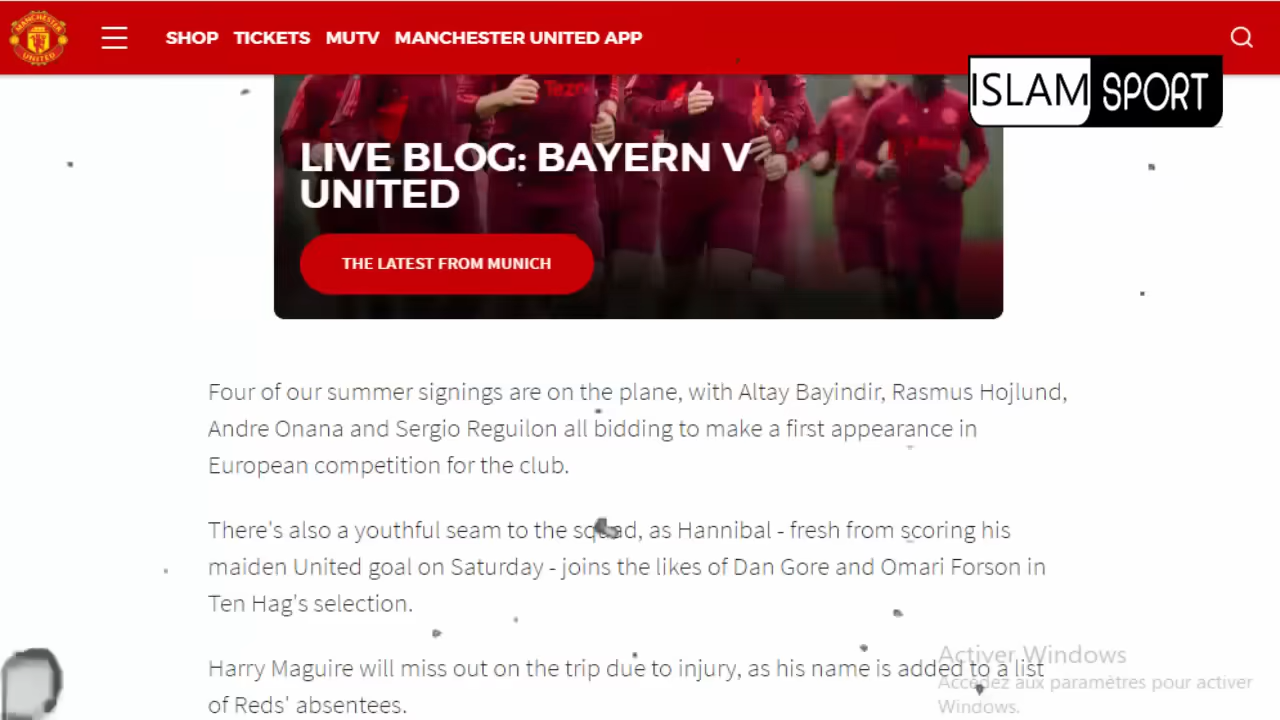 MANCHESTER
UNITED
SHOP TICKETS MUTV MANCHESTER UNITED APP
ISLAM SPORT
LIVE BLOG: BAYERN V
UNITED
THE LATEST FROM MUNICH
Four of our summer signings are on the plane, with Altay Bayindir, Rasmus Hojlund,
Andre Onana and Sergio Reguilon all bidding to make a first appearance in
European competition for the club.
There's also a youthful seam to the squad, as Hannibal - fresh from scoring his
maiden United goal on Saturday - joins the likes of Dan Gore and Omari Forson in
Ten Hag's selection.
Harry Maguire will miss out on the trip due to injury, as his name is added to a list
of Reds' absentees.
Activer Windows
Accédez aux paramètres pour activer
Windows.